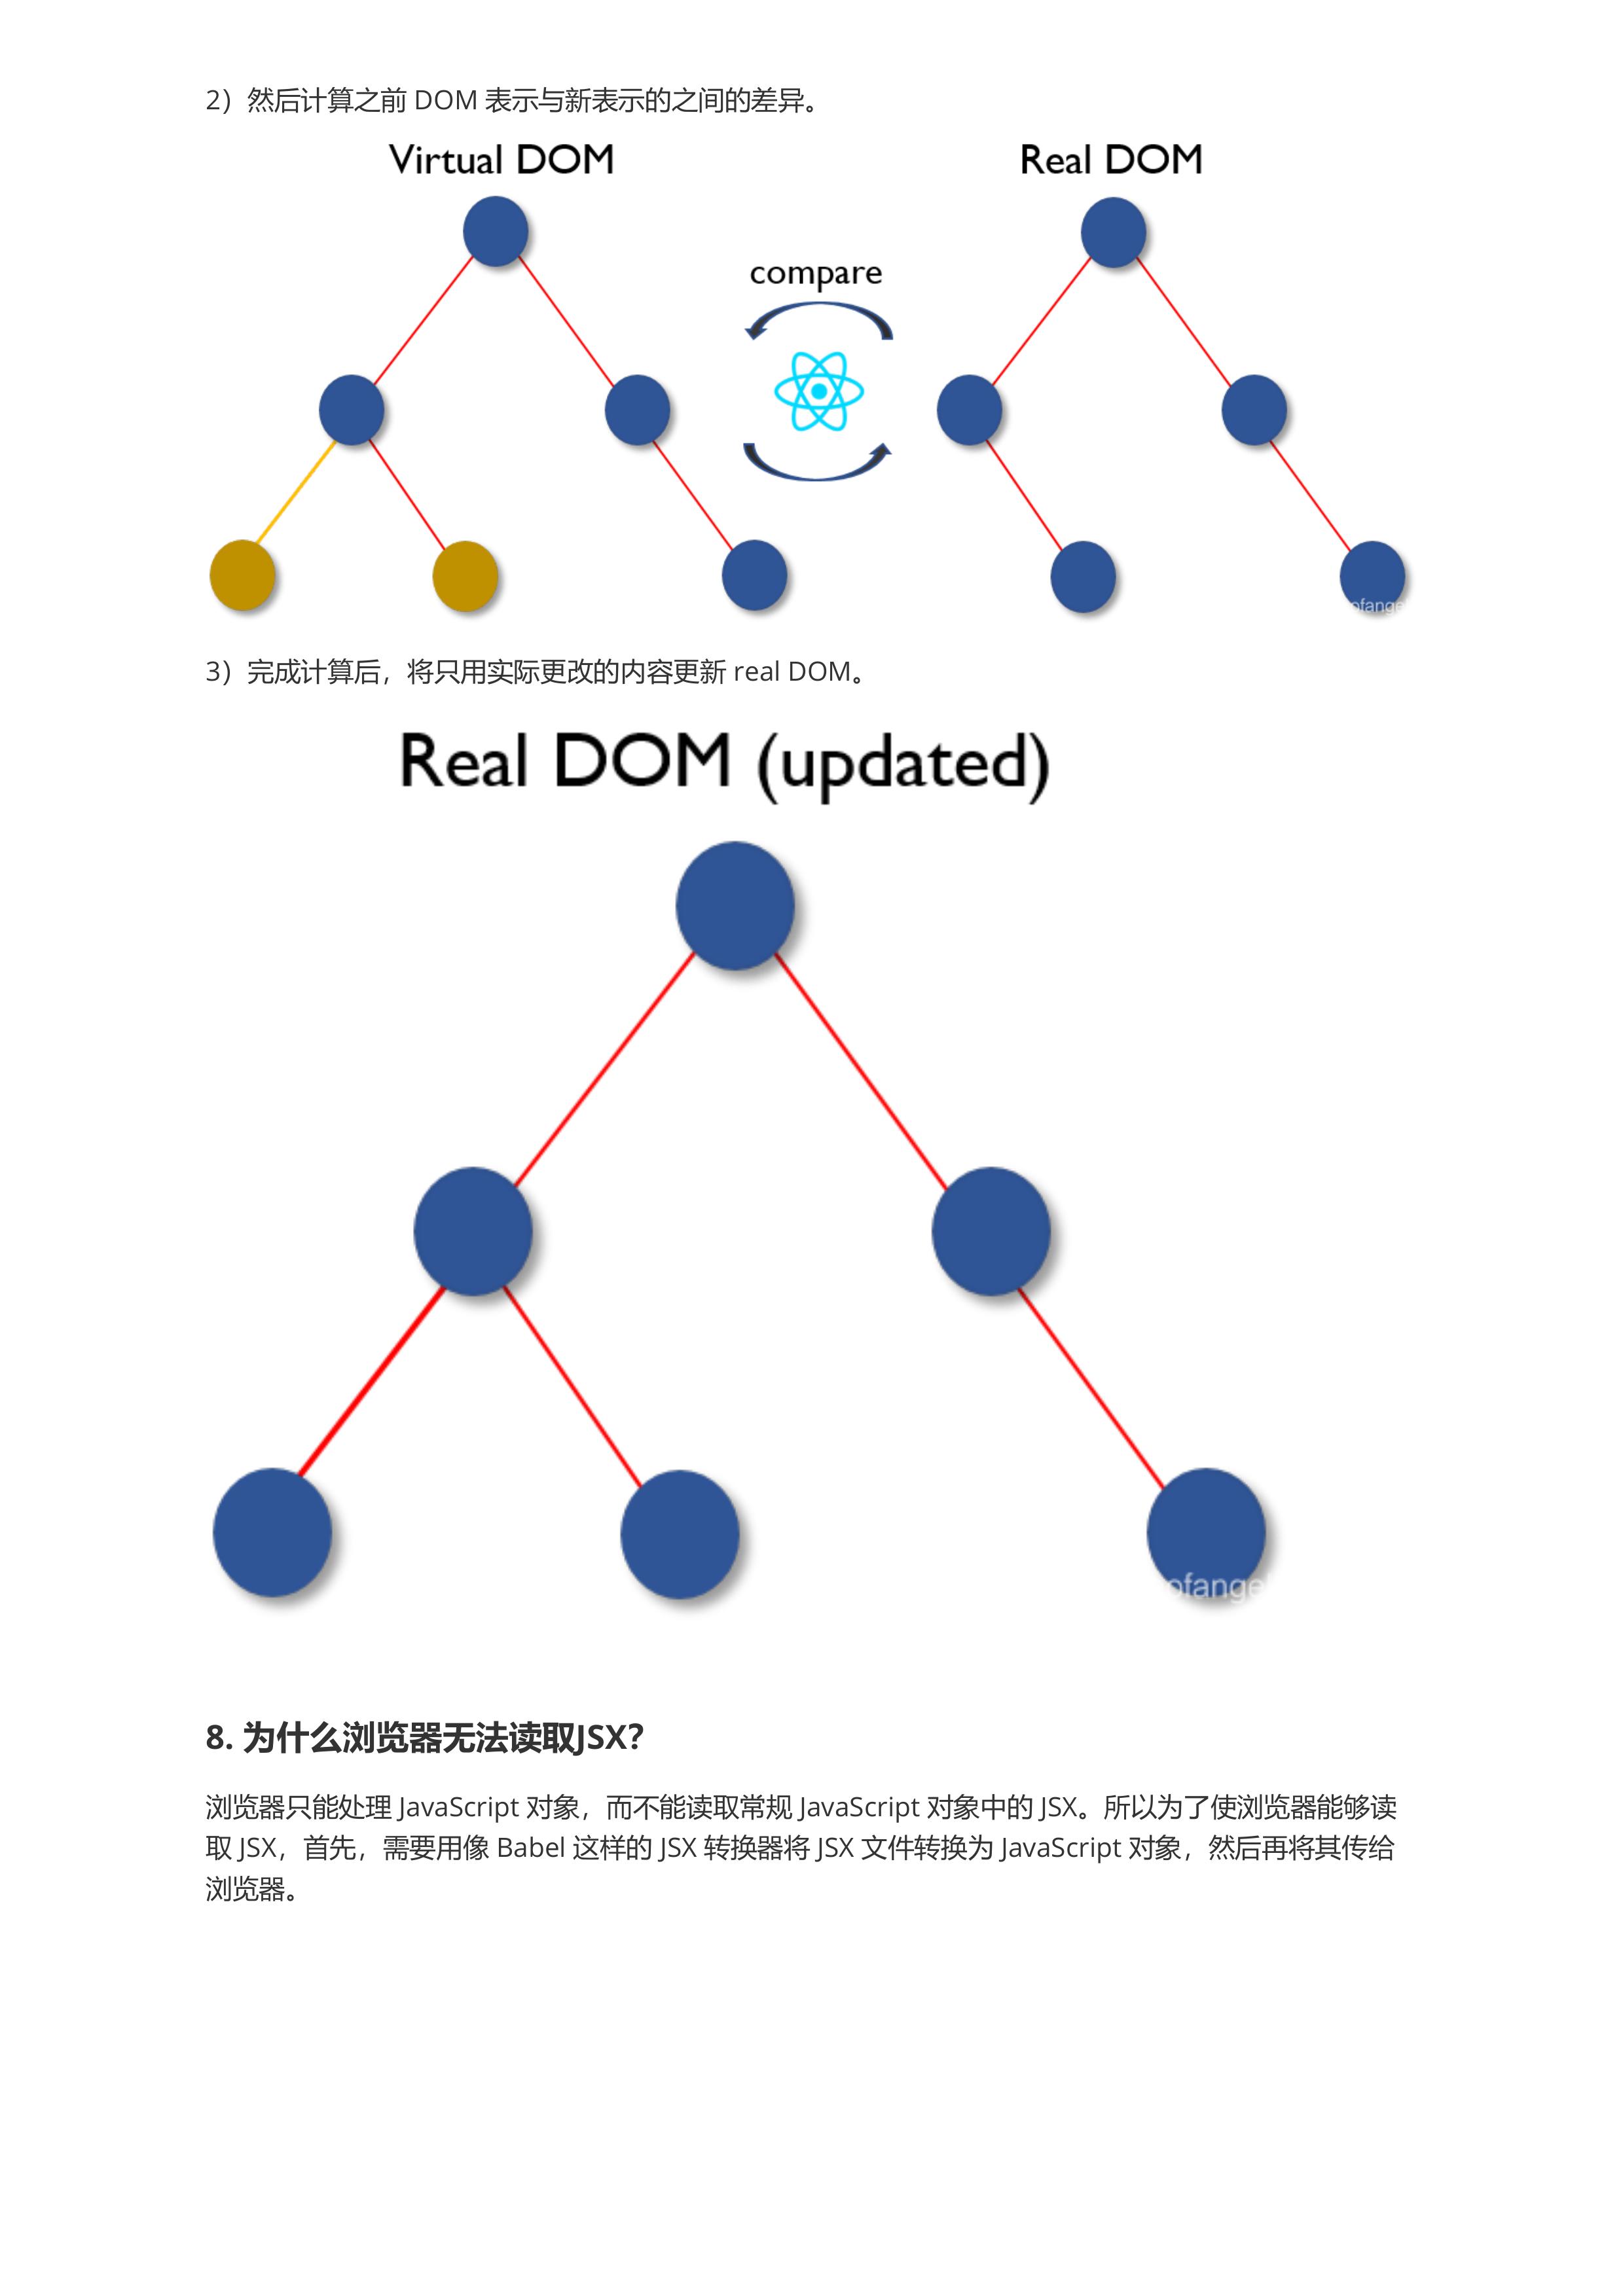 2）然后计算之前 DOM 表示与新表示的之间的差异。
Virtual DOM
Real DOM
compare
ofange
3）完成计算后，将只用实际更改的内容更新 real DOM。
Real DOM (updated)
ofange
8. 为什么浏览器无法读取JSX？
浏览器只能处理 JavaScript 对象，而不能读取常规 JavaScript 对象中的 JSX。所以为了使浏览器能够读
取 JSX，首先，需要用像 Babel 这样的 JSX 转换器将 JSX 文件转换为 JavaScript 对象，然后再将其传给
浏览器。